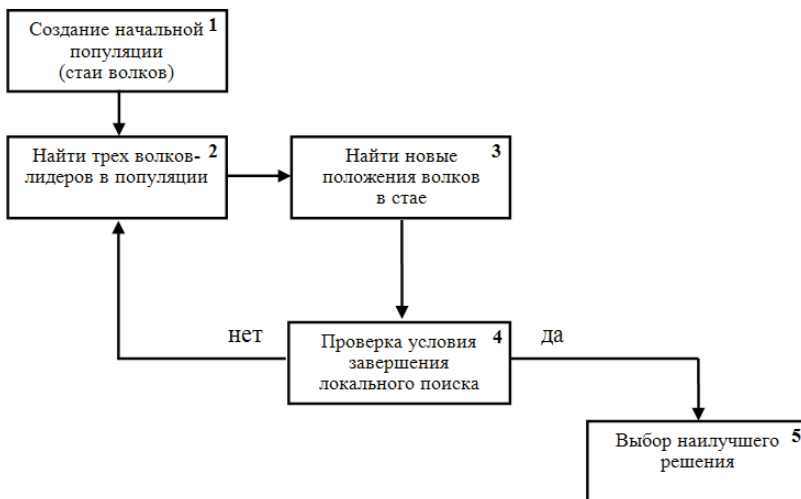 Создание начальной 1
популяции
(стаи волков)
Найти трех волков- 2
лидеров в популяции
Найти новые 3
положения волков
в стае
нет
Проверка условия 4
завершения
локального поиска
да
Выбор наилучшего 5
решения